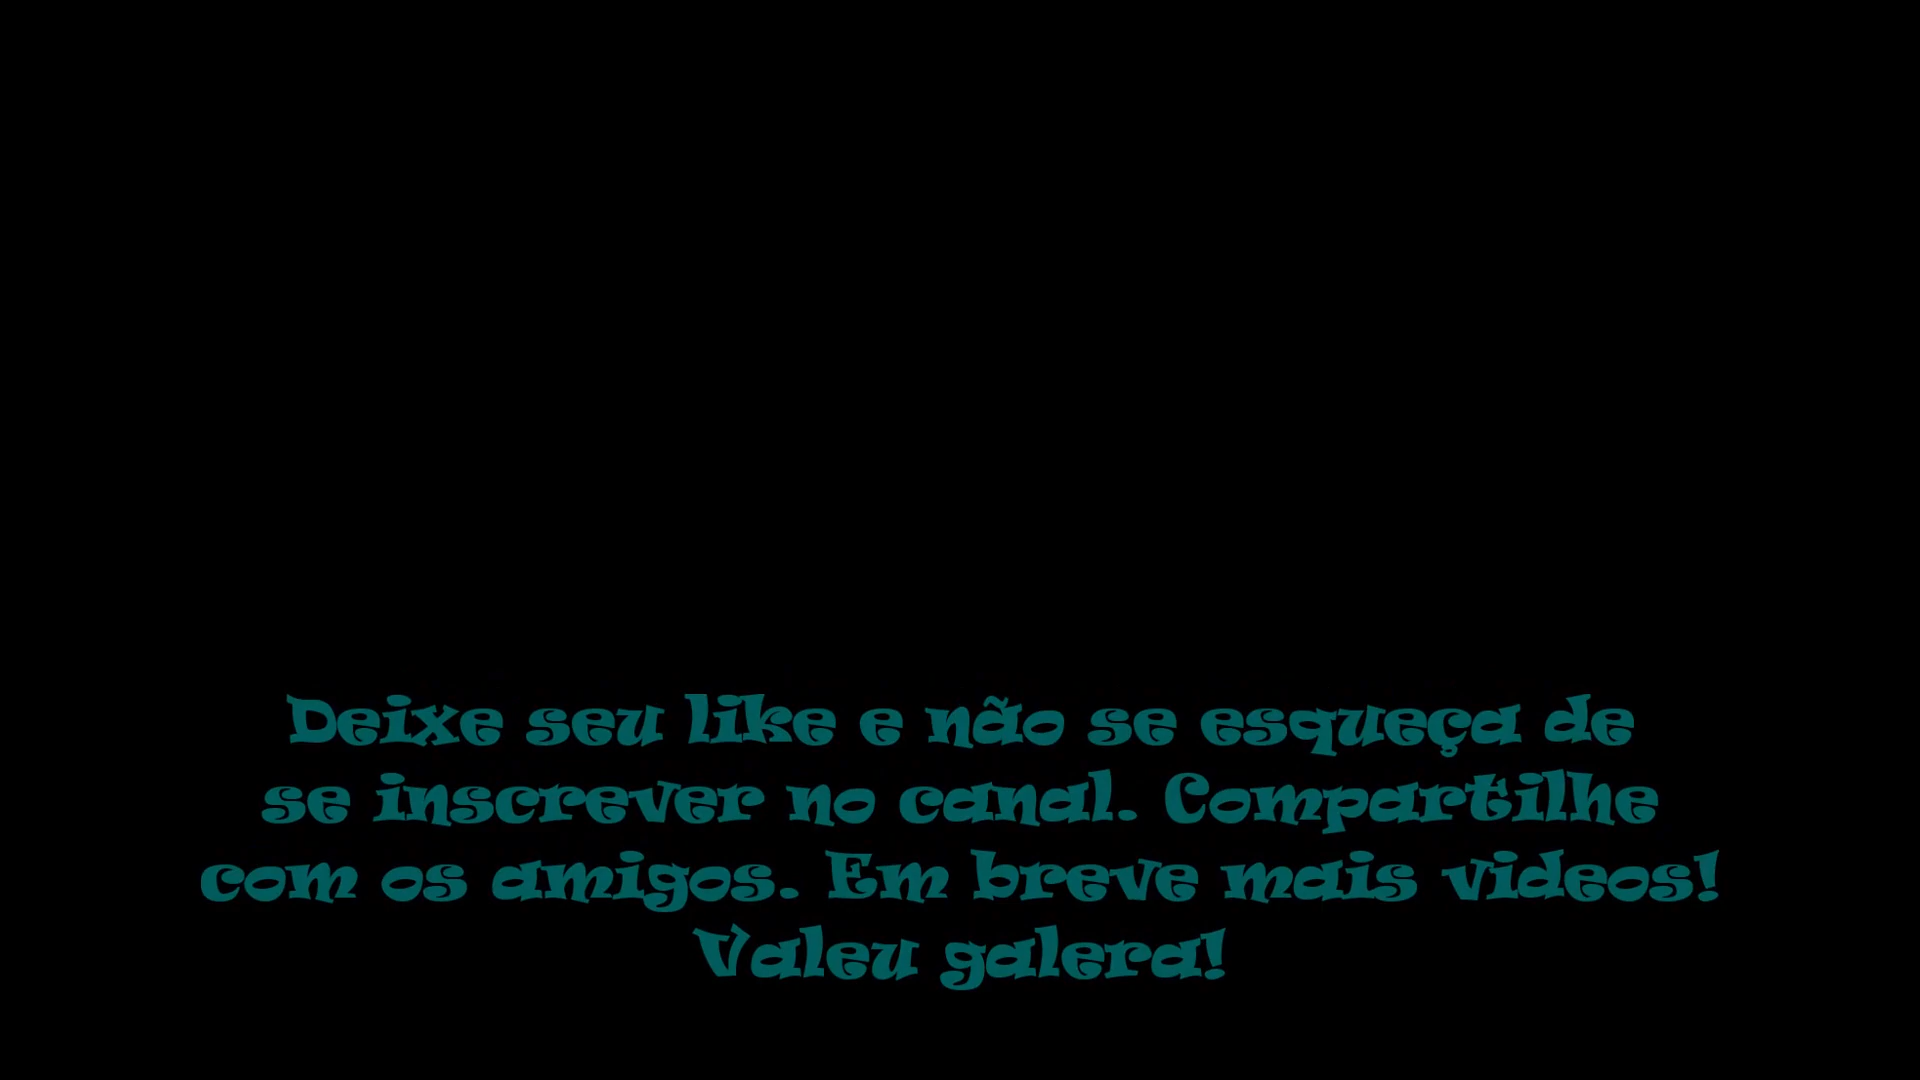 Deixe seu like e não se esqueça de
se inscrever no canal. Compartilhe
com os amigos. Em breve mais videos!
Valeu galera!